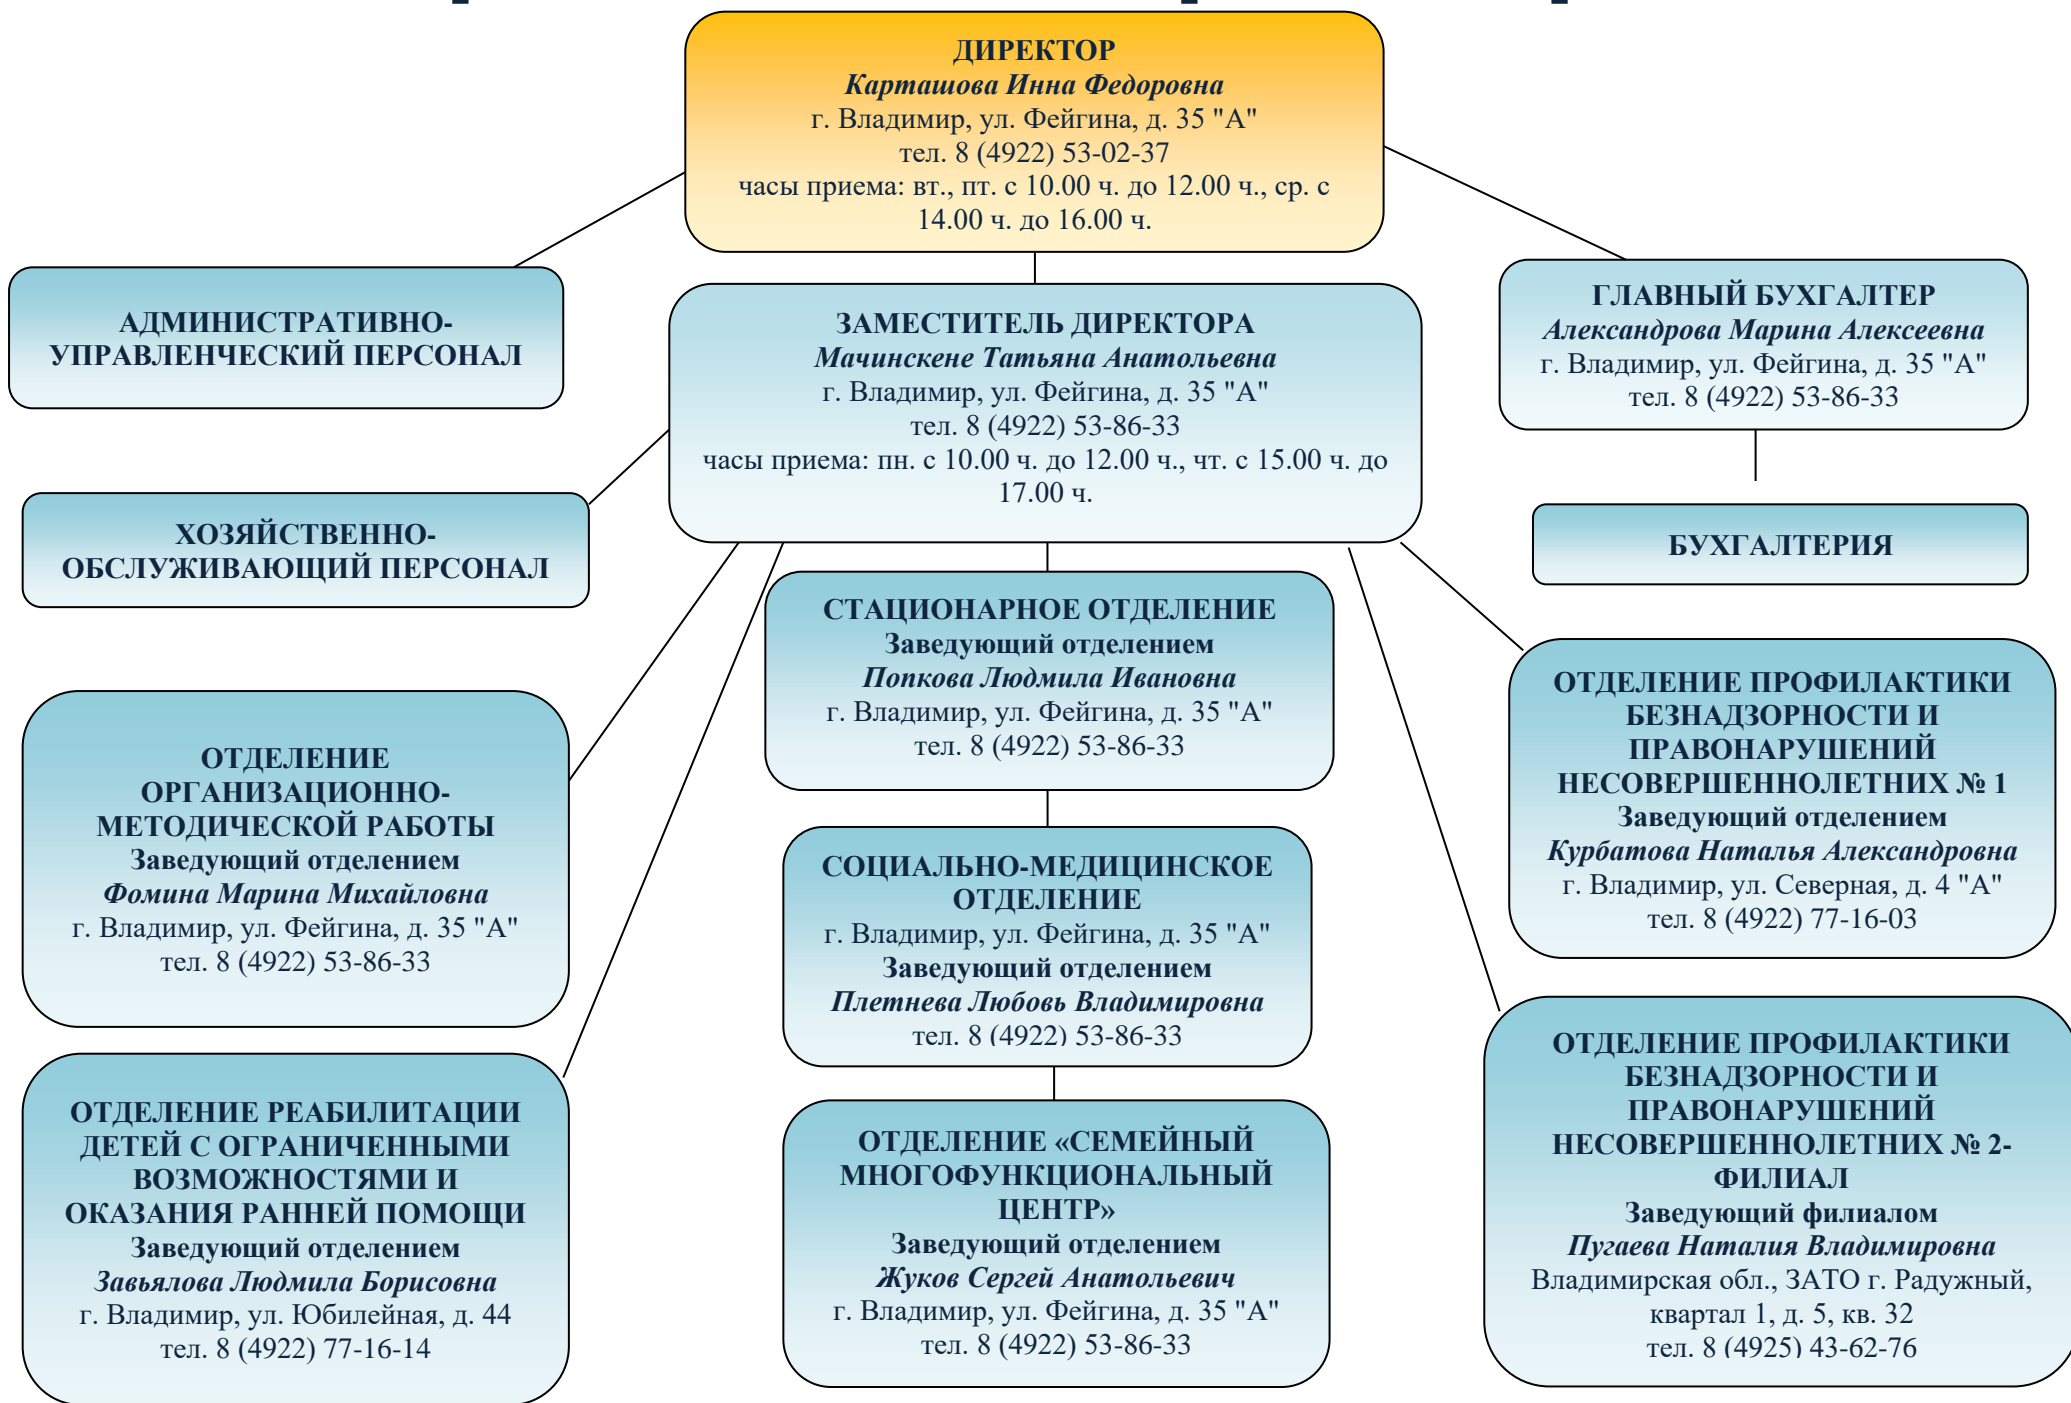 ДИРЕКТОР
Карташова Инна Федоровна
г. Владимир, ул. Фейгина, д. 35 "А"
тел. 8 (4922) 53-02-37
часы приема: вт., пт. с 10.00 ч. до 12.00 ч., ср. с
14.00 ч. до 16.00 ч.
АДМИНИСТРАТИВНО-
УПРАВЛЕНЧЕСКИЙ ПЕРСОНАЛ
ЗАМЕСТИТЕЛЬ ДИРЕКТОРА
Мачинскене Татьяна Анатольевна
г. Владимир, ул. Фейгина, д. 35 "А"
тел. 8 (4922) 53-86-33
часы приема: пн. с 10.00 ч. до 12.00 ч., чт. с 15.00 ч. до
17.00 ч.
ГЛАВНЫЙ БУХГАЛТЕР
Александрова Марина Алексеевна
г. Владимир, ул. Фейгина, д. 35 "А"
тел. 8 (4922) 53-86-33
ХОЗЯЙСТВЕННО-
ОБСЛУЖИВАЮЩИЙ ПЕРСОНАЛ
БУХГАЛТЕРИЯ
СТАЦИОНАРНОЕ ОТДЕЛЕНИЕ
Заведующий отделением
Попкова Людмила Ивановна
г. Владимир, ул. Фейгина, д. 35 "А"
тел. 8 (4922) 53-86-33
ОТДЕЛЕНИЕ ПРОФИЛАКТИКИ
БЕЗНАДЗОРНОСТИ И
ПРАВОНАРУШЕНИЙ
НЕСОВЕРШЕННОЛЕТНИХ № 1
Заведующий отделением
Курбатова Наталья Александровна
г. Владимир, ул. Северная, д. 4 "А"
тел. 8 (4922) 77-16-03
ОТДЕЛЕНИЕ
ОРГАНИЗАЦИОННО-
МЕТОДИЧЕСКОЙ РАБОТЫ
Заведующий отделением
Фомина Марина Михайловна
г. Владимир, ул. Фейгина, д. 35 "А"
тел. 8 (4922) 53-86-33
СОЦИАЛЬНО-МЕДИЦИНСКОЕ
ОТДЕЛЕНИЕ
г. Владимир, ул. Фейгина, д. 35 "А"
Заведующий отделением
Плетнева Любовь Владимировна
тел. 8 (4922) 53-86-33
ОТДЕЛЕНИЕ РЕАБИЛИТАЦИИ
ДЕТЕЙ С ОГРАНИЧЕННЫМИ
ВОЗМОЖНОСТЯМИ И
ОКАЗАНИЯ РАННЕЙ ПОМОЩИ
Заведующий отделением
Завьялова Людмила Борисовна
г. Владимир, ул. Юбилейная, д. 44
тел. 8 (4922) 77-16-14
ОТДЕЛЕНИЕ «СЕМЕЙНЫЙ
МНОГОФУНКЦИОНАЛЬНЫЙ
ЦЕНТР»
Заведующий отделением
Жуков Сергей Анатольевич
г. Владимир, ул. Фейгина, д. 35 "А"
тел. 8 (4922) 53-86-33
ОТДЕЛЕНИЕ ПРОФИЛАКТИКИ
БЕЗНАДЗОРНОСТИ И
ПРАВОНАРУШЕНИЙ
НЕСОВЕРШЕННОЛЕТНИХ № 2-
ФИЛИАЛ
Заведующий филиалом
Пугаева Наталия Владимировна
Владимирская обл., ЗАТО г. Радужный,
квартал 1, д. 5, кв. 32
тел. 8 (4925) 43-62-76